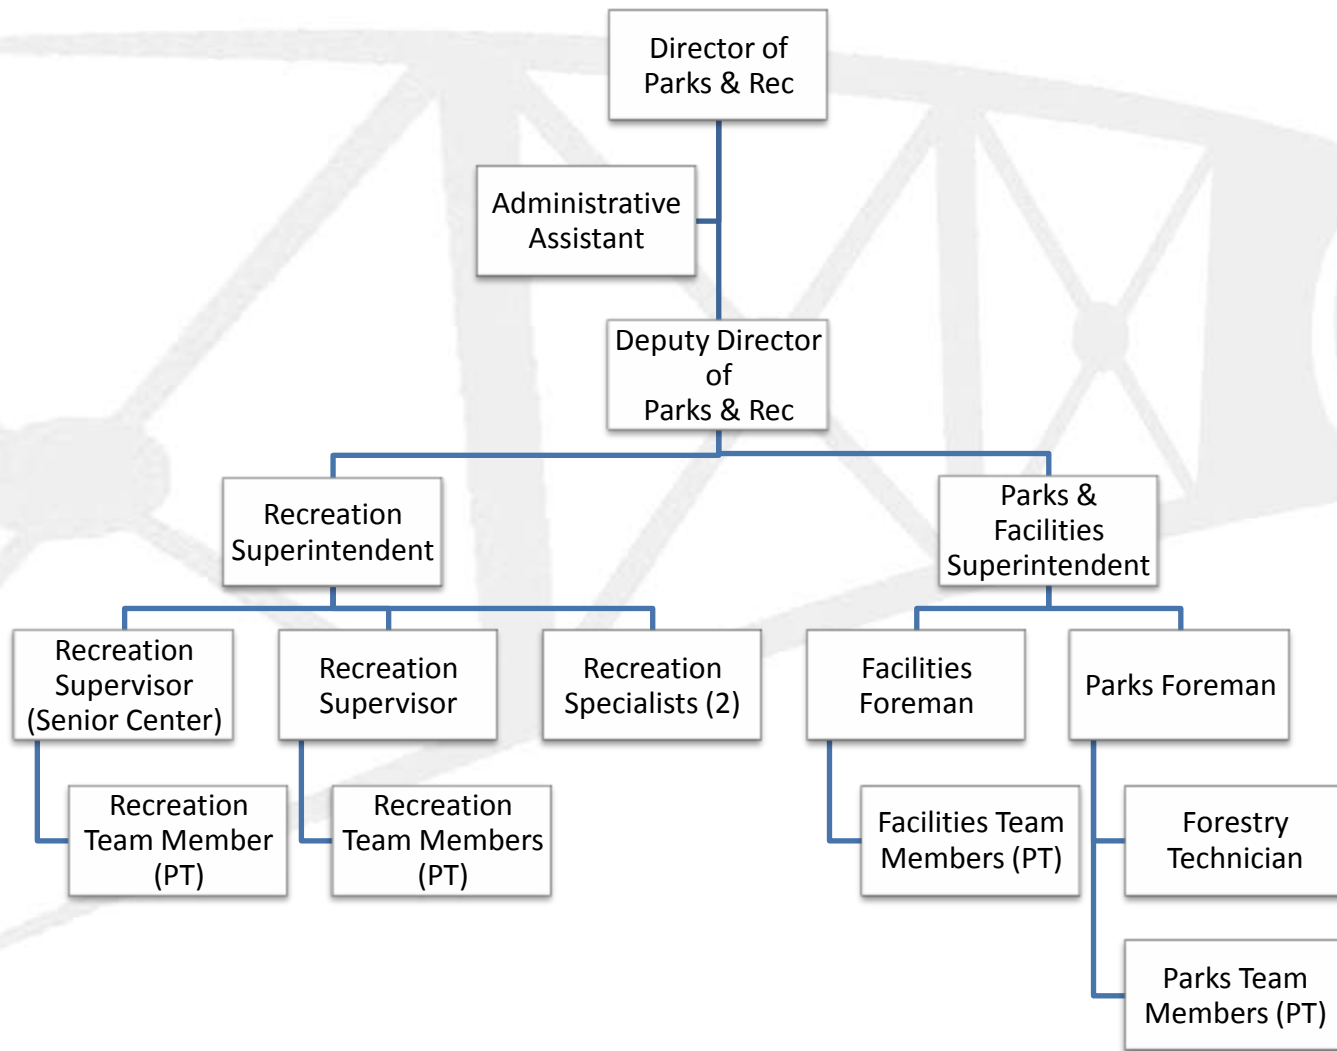 Director of
Parks & Rec
Administrative
Assistant
Deputy Director
of
Parks & Rec
Recreation
Superintendent
Parks &
Facilities
Superintendent
Recreation
Supervisor
(Senior Center)
Recreation
Supervisor
Recreation
Specialists (2)
Facilities
Foreman
Parks Foreman
Recreation
Team Member
(PT)
Recreation
Team Members
(PT)
Facilities Team
Members (PT)
Forestry
Technician
Parks Team
Members (PT)